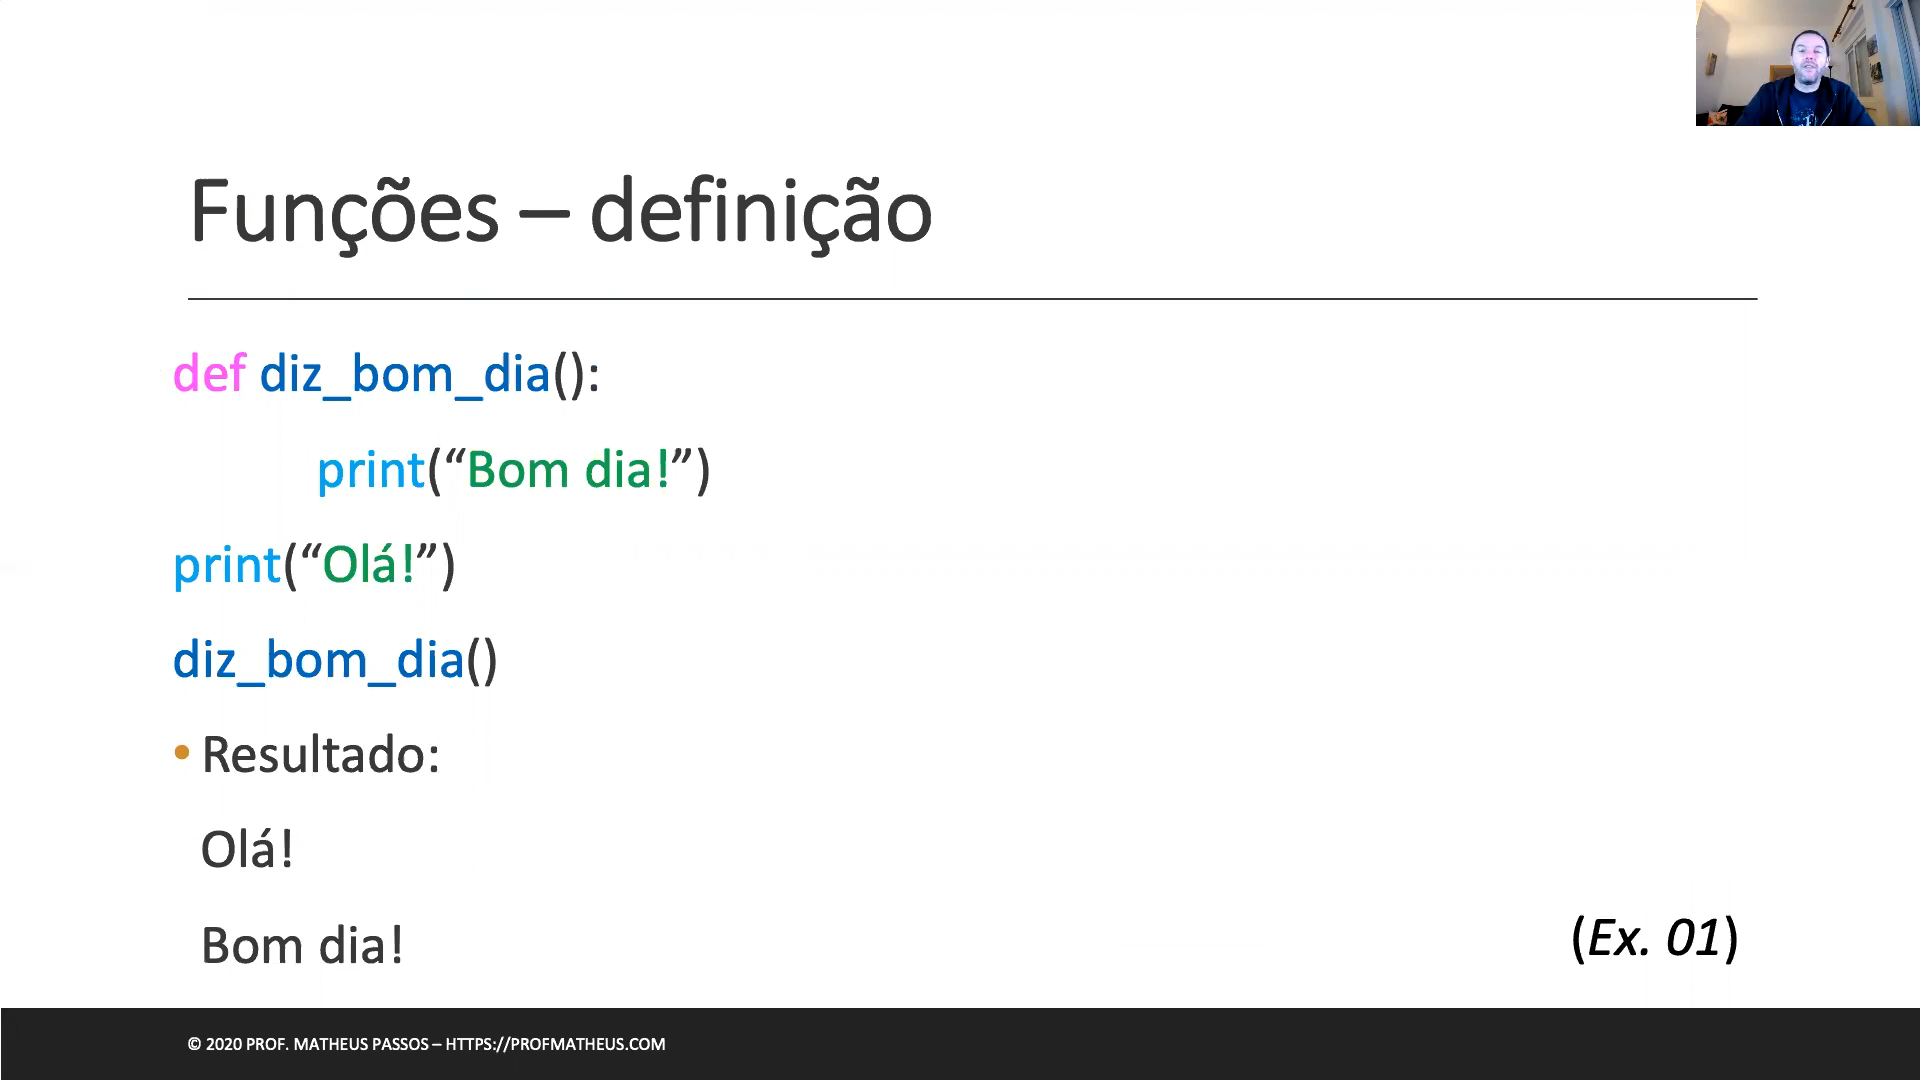 Funções – definição
def diz_bom_dia():
print(“Bom dia!”)
print(“Olá!”)
diz_bom_dia()
• Resultado:
Olá!
Bom dia!
(Ex. 01)
© 2020 PROF. MATHEUS PASSOS – HTTPS://PROFMATHEUS.COM